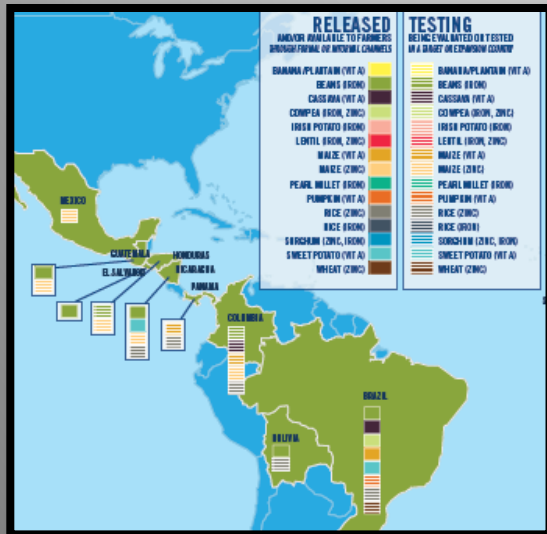 RELEASED
AND/OR AVAILABLE TO FARMERS
THROUGH FORMAL OR INFORMAL CHANNELS
BANANA/PLANTAIN (VIT A)
BEANS (IRON)
CASSAVA (VIT A)
COWPEA (IRON, ZINC)
IRISH POTATO (IRON)
LENTIL (IRON, ZINC)
MAIZE (VIT A)
MAIZE (ZINC)
PEARL MILLET (IRON)
PUMPKIN (VIT A)
RICE (ZINC)
RICE (IRON)
SORGHUM (ZINC, IRON)
SWEET POTATO (VIT A)
WHEAT (ZINC)
TESTING
BEING EVALUATED OR TESTED
IN A TARGET OR EXPANSION COUNTRY
BANANA/PLANTAIN (VIT A)
BEANS (IRON)
CASSAVA (VIT A)
COWPEA (IRON, ZINC)
IRISH POTATO (IRON)
LENTIL (IRON, ZINC)
MAIZE (VIT A)
MAIZE (ZINC)
PEARL MILLET (IRON)
PUMPKIN (VIT A)
RICE (ZINC)
RICE (IRON)
SORGHUM (ZINC, IRON)
SWEET POTATO (VIT A)
WHEAT (ZINC)
MEXICO
GUATEMALA
HONDURAS
EL SALVADOR
NICARAGUA
PANAMA
COLOMBIA
BRAZIL
BOLIVIA